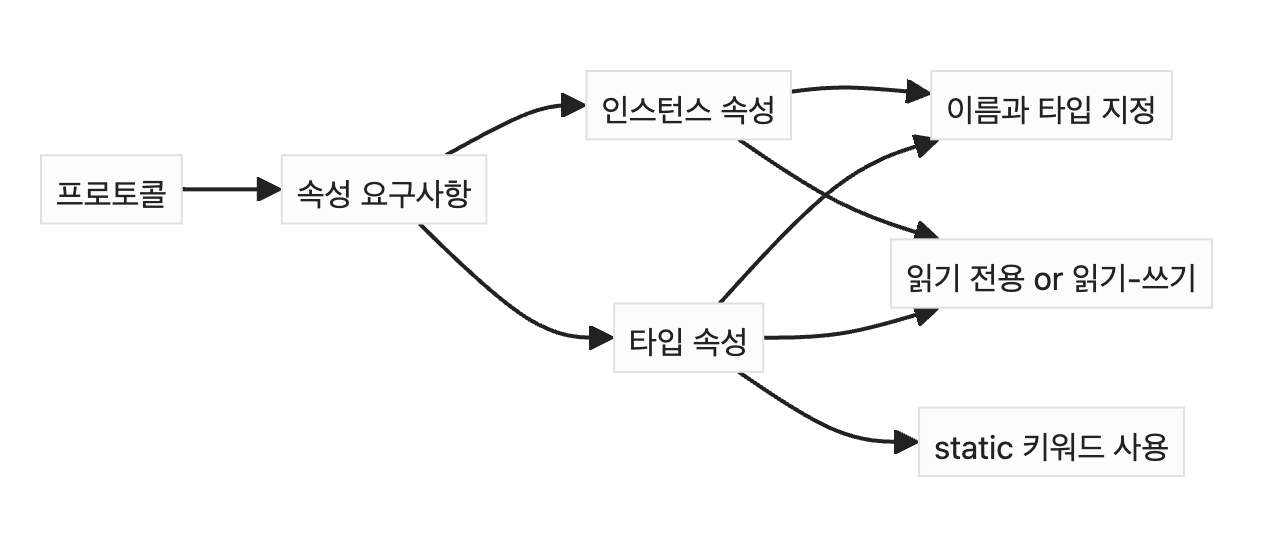 프로토콜
속성 요구사항
인스턴스 속성
타입 속성
이름과 타입 지정
읽기 전용 or 읽기-쓰기
static 키워드 사용